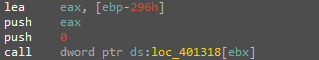 lea eax, [ebp-296h]
push eax
push 0
call dword ptr ds:loc_401318[ebx]